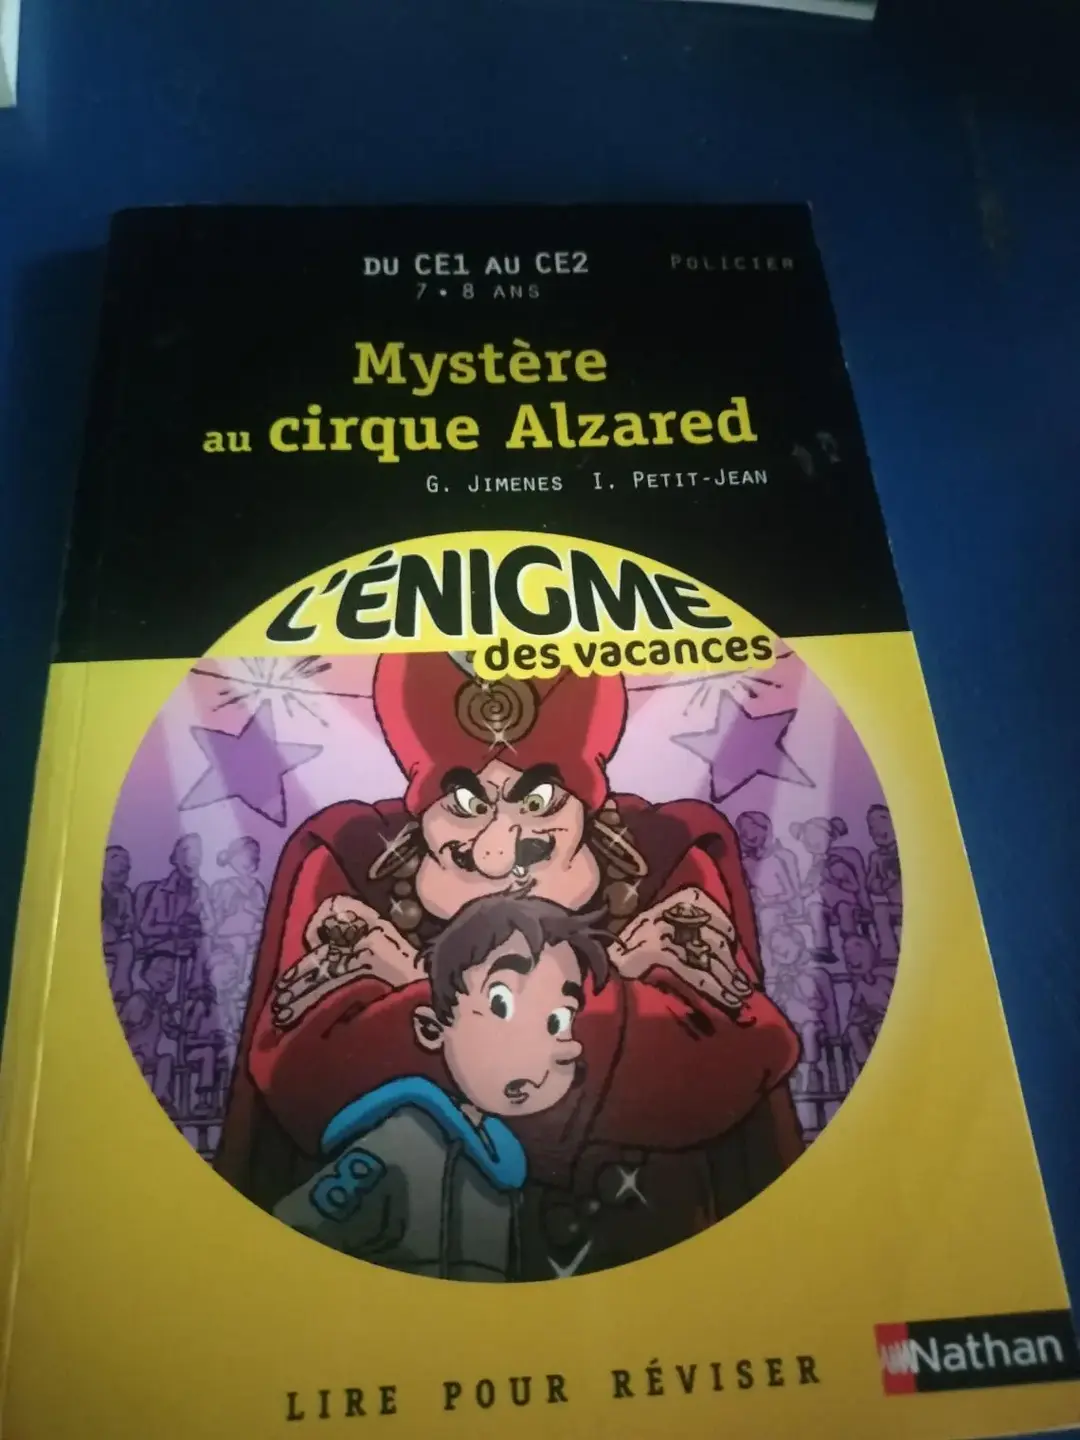 DU CE1 AU CE2
POLICIER
7 • 8 ANS
Mystère
au cirque Alzared
G. JIMENES I. PETIT-JEAN
L'ÉNIGME
des vacances
LIRE POUR RÉVISER
Nathan